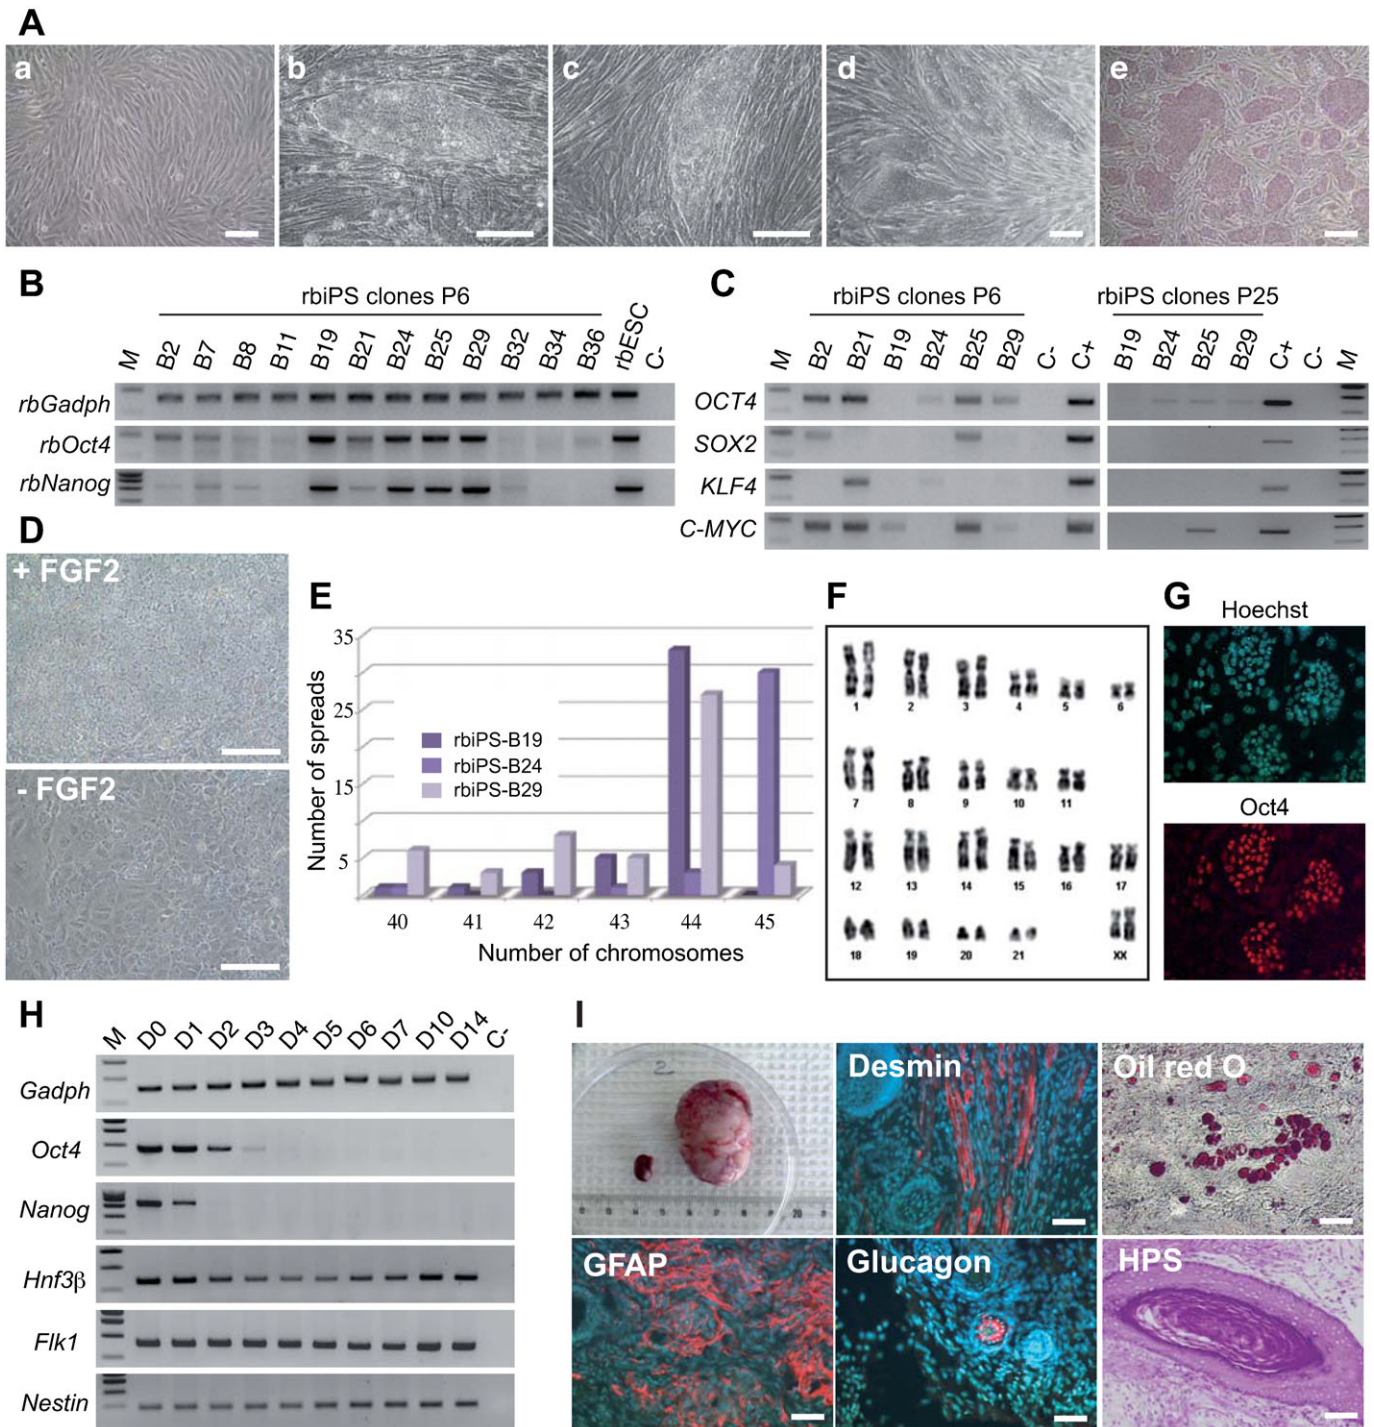 A
a
b
c
d
e
B
rbiPS clones P6
M B2 B7 B8 B11 B19 B21 B24 B25 B29 B32 B34 B36 rbESC C-
rbGadph
rbOct4
rbNanog
C
rbiPS clones P6
rbiPS clones P25
M B2 B21 B19 B24 B25 B29 C- C+ B19 B24 B25 B29 C+ C- M
OCT4
SOX2
KLF4
C-MYC
D
+ FGF2
- FGF2
E
Number of spreads
35
25
15
5
rbiPS-B19
rbiPS-B24
rbiPS-B29
40 41 42 43 44 45
Number of chromosomes
F
1 2 3 4 5 6
7 8 9 10 11
12 13 14 15 16 17
18 19 20 21 XX
G
Hoechst
Oct4
H
M D0 D1 D2 D3 D4 D5 D6 D7 D10 D14 C-
Gadph
Oct4
Nanog
Hnf3β
Flk1
Nestin
I
2
Desmin
Oil red O
GFAP
Glucagon
HPS